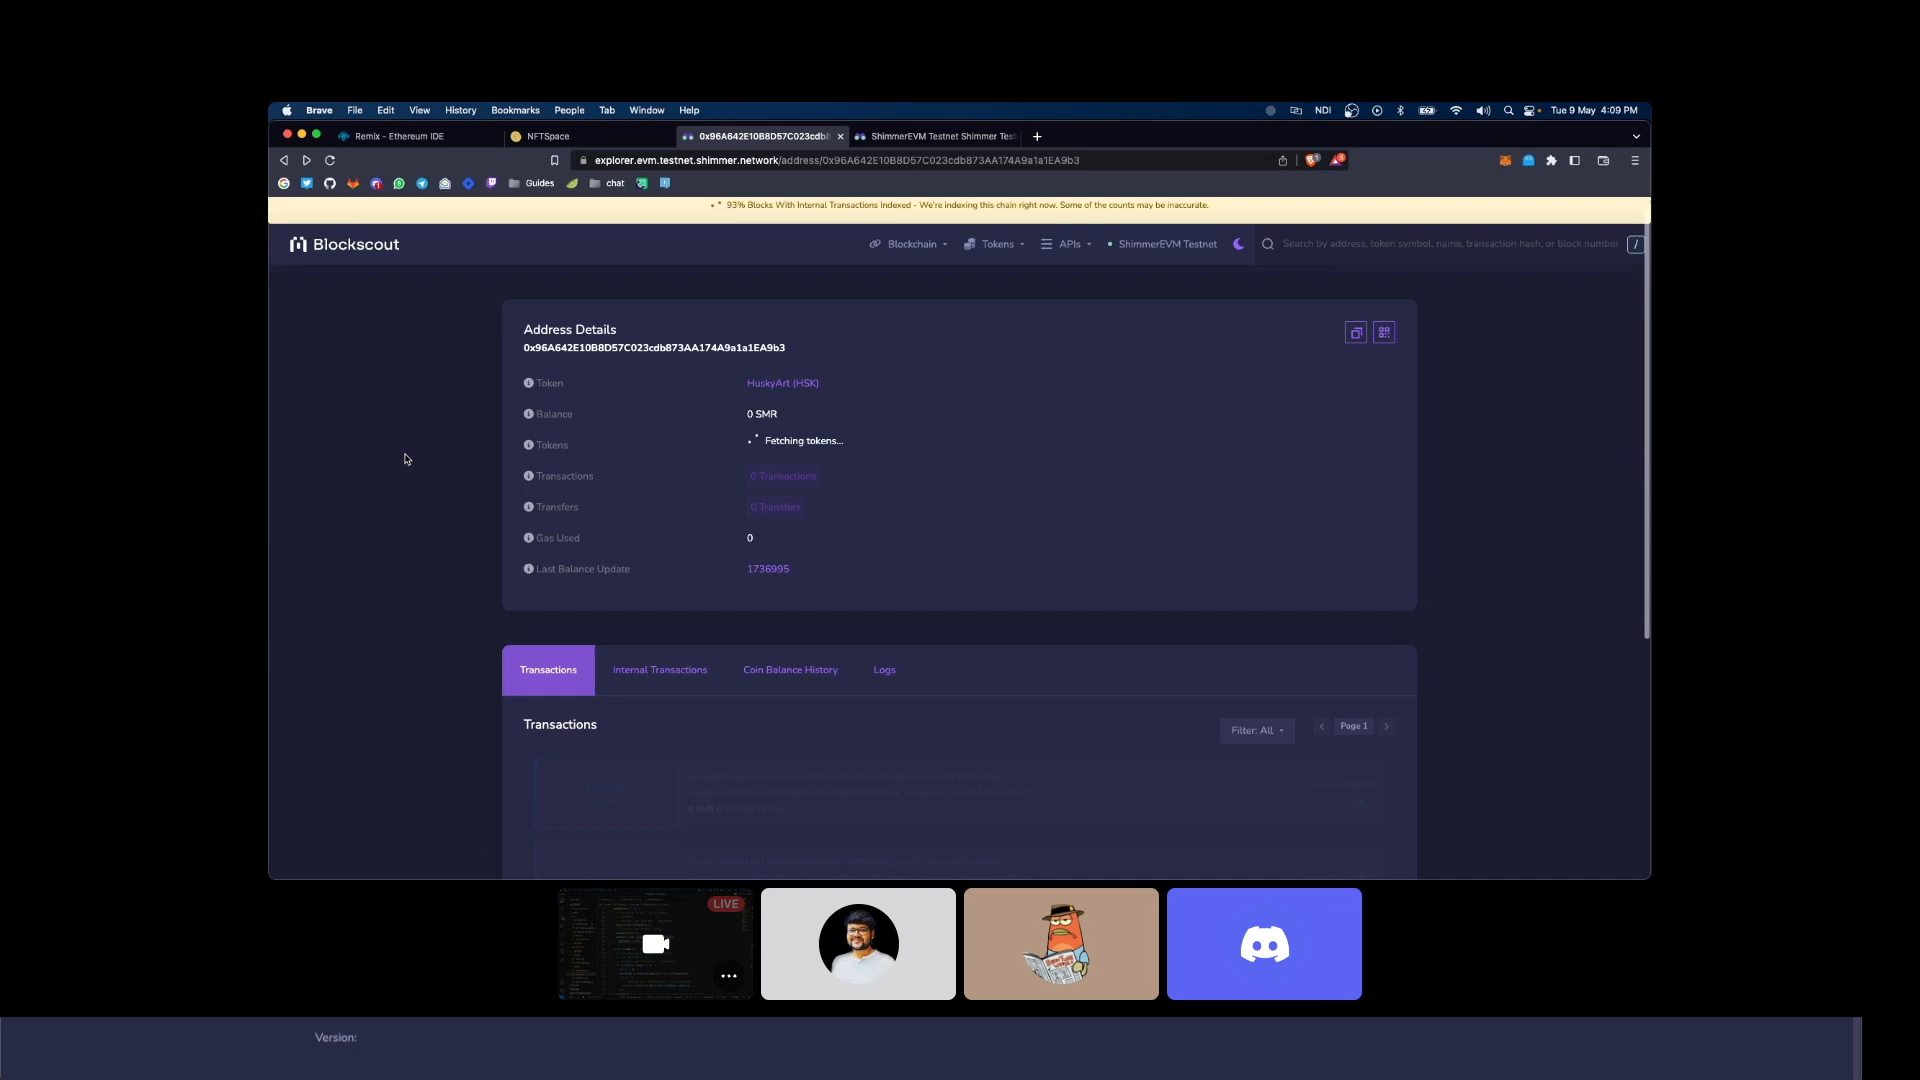 Brave File Edit View History Bookmarks People Tab Window Help
NDI Tue 9 May 4:09 PM
Remix - Ethereum IDE
NFTSpace
0x96A642E10B8D57C023cdb8
ShimmerEVM Testnet Shimmer Test
explorer.evm.testnet.shimmer.network/address/0x96A642E10B8D57C023cdb873AA174A9a1a1EA9b3
Guides chat
93% Blocks With Internal Transactions Indexed - We're indexing this chain right now. Some of the counts may be inaccurate.
Blockscout
Blockchain Tokens APIs ShimmerEVM Testnet
Search by address, token symbol, name, transaction hash, or block number /
Address Details
0x96A642E10B8D57C023cdb873AA174A9a1a1EA9b3
Token HuskyArt (HSK)
Balance 0 SMR
Tokens Fetching tokens...
Transactions 0 Transactions
Transfers 0 Transfers
Gas Used 0
Last Balance Update 1736995
Transactions Internal Transactions Coin Balance History Logs
Transactions
Filter: All Page 1
0 SMR
LIVE
Version: